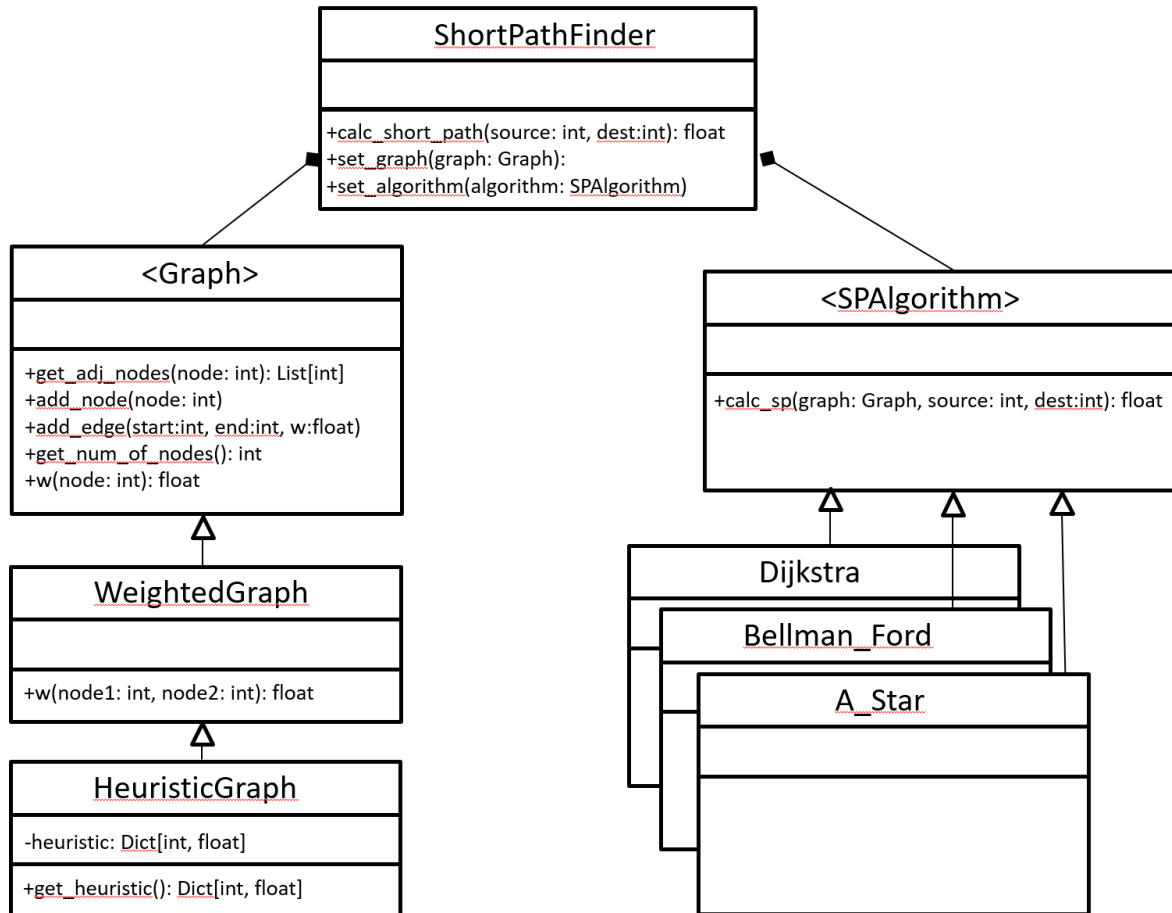 ShortPathFinder
+calc_short_path(source: int, dest:int): float
+set_graph(graph: Graph):
+set_algorithm(algorithm: SPAlgorithm)
<Graph>
+get_adj_nodes(node: int): List[int]
+add_node(node: int)
+add_edge(start:int, end:int, w:float)
+get_num_of_nodes(): int
+w(node: int): float
<SPAlgorithm>
+calc_sp(graph: Graph, source: int, dest:int): float
WeightedGraph
+w(node1: int, node2: int): float
HeuristicGraph
-heuristic: Dict[int, float]
+get_heuristic(): Dict[int, float]
Dijkstra
Bellman_Ford
A_Star